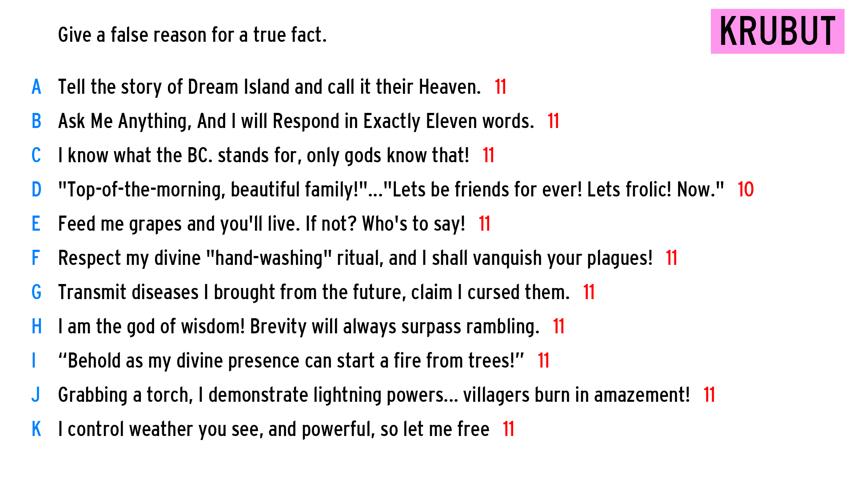 Give a false reason for a true fact.
KRUBUT
A Tell the story of Dream Island and call it their Heaven. 11
B Ask Me Anything, And I will Respond in Exactly Eleven words. 11
C I know what the BC. stands for, only gods know that! 11
D "Top-of-the-morning, beautiful family!"..."Lets be friends for ever! Lets frolic! Now." 10
E Feed me grapes and you'll live. If not? Who's to say! 11
F Respect my divine "hand-washing" ritual, and I shall vanquish your plagues! 11
G Transmit diseases I brought from the future, claim I cursed them. 11
H I am the god of wisdom! Brevity will always surpass rambling. 11
I “Behold as my divine presence can start a fire from trees!” 11
J Grabbing a torch, I demonstrate lightning powers... villagers burn in amazement! 11
K I control weather you see, and powerful, so let me free 11